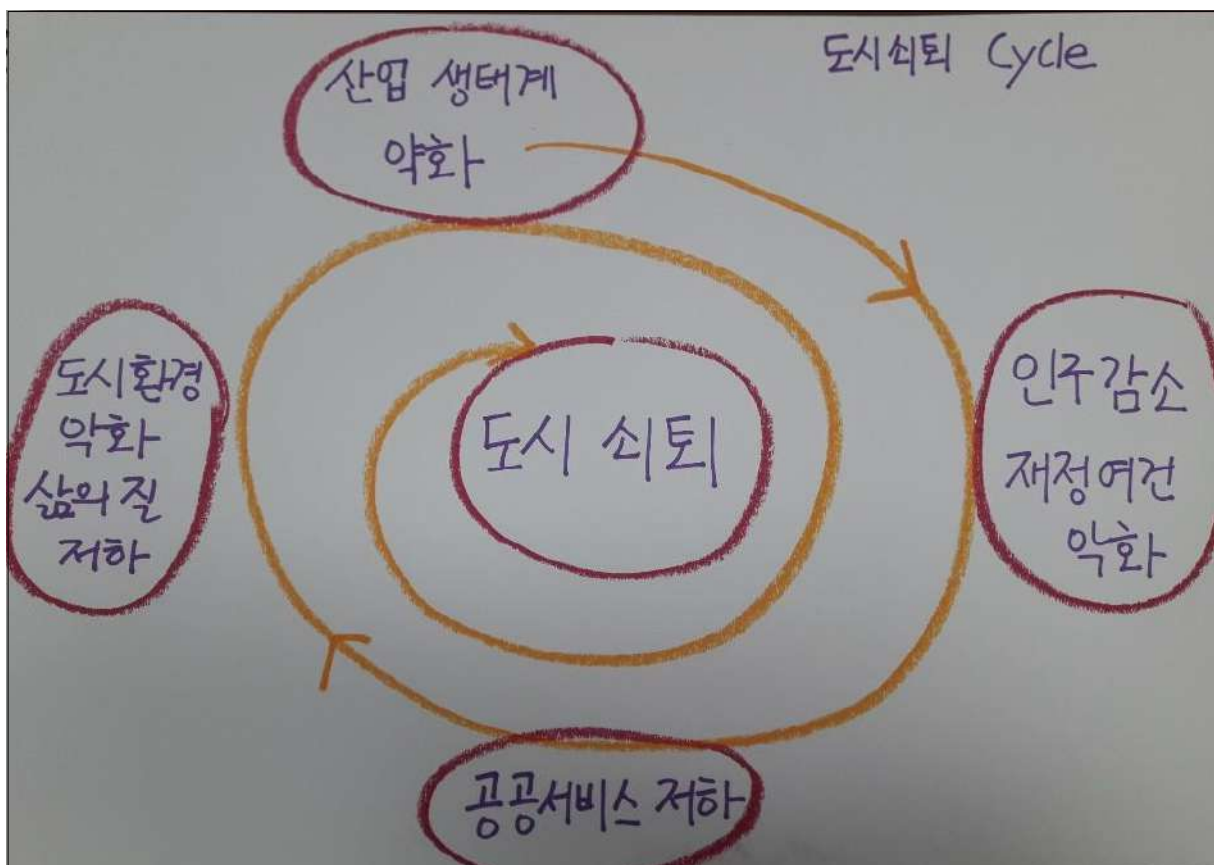 도시쇠퇴 Cycle
산업 생태계
약화
인구감소
재정여건
악화
공공서비스 저하
도시환경
악화
삶의 질
저하
도시 쇠퇴